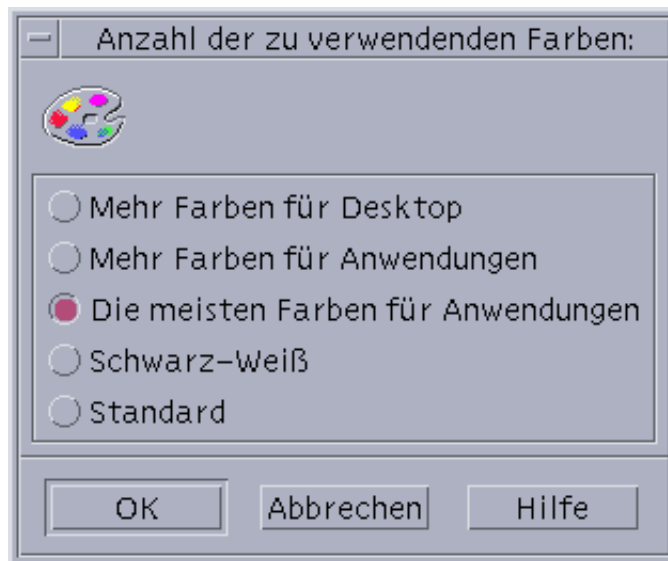 Anzahl der zu verwendenden Farben:
Mehr Farben für Desktop
Mehr Farben für Anwendungen
Die meisten Farben für Anwendungen
Schwarz-Weiß
Standard
OK Abbrechen Hilfe